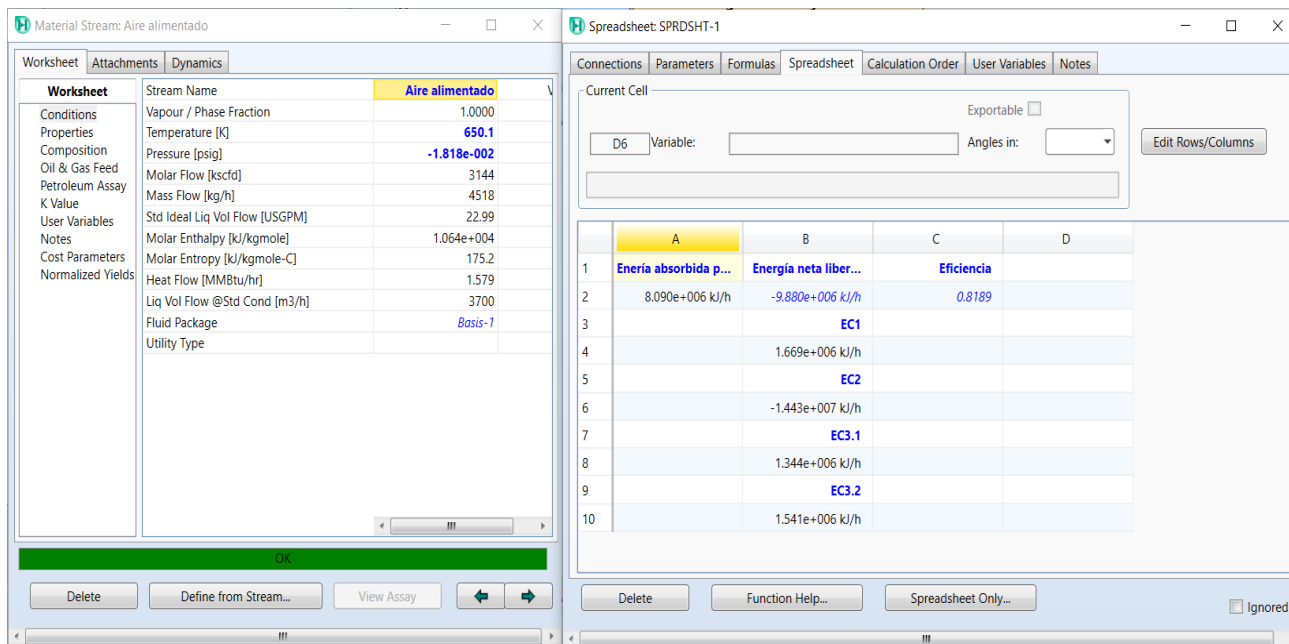 Material Stream: Aire alimentado
Worksheet Attachments Dynamics
Worksheet
Conditions
Properties
Composition
Oil & Gas Feed
Petroleum Assay
K Value
User Variables
Notes
Cost Parameters
Normalized Yields
Stream Name Aire alimentado
Vapour / Phase Fraction 1.0000
Temperature [K] 650.1
Pressure [psig] -1.818e-002
Molar Flow [kscfd] 3144
Mass Flow [kg/h] 4518
Std Ideal Liq Vol Flow [USGPM] 22.99
Molar Enthalpy [kJ/kgmole] 1.064e+004
Molar Entropy [kJ/kgmole-C] 175.2
Heat Flow [MMBtu/hr] 1.579
Liq Vol Flow @Std Cond [m3/h] 3700
Fluid Package Basis-1
Utility Type
OK
Delete Define from Stream... View Assay
Spreadsheet: SPRDSHT-1
Connections Parameters Formulas Spreadsheet Calculation Order User Variables Notes
Current Cell
Exportable
D6 Variable: Angles in: Edit Rows/Columns
A B C D
1 Enería absorbida p... Energía neta liber... Eficiencia
2 8.090e+006 kJ/h -9.880e+006 kJ/h 0.8189
3 EC1
4 1.669e+006 kJ/h
5 EC2
6 -1.443e+007 kJ/h
7 EC3.1
8 1.344e+006 kJ/h
9 EC3.2
10 1.541e+006 kJ/h
Delete Function Help... Spreadsheet Only... Ignored